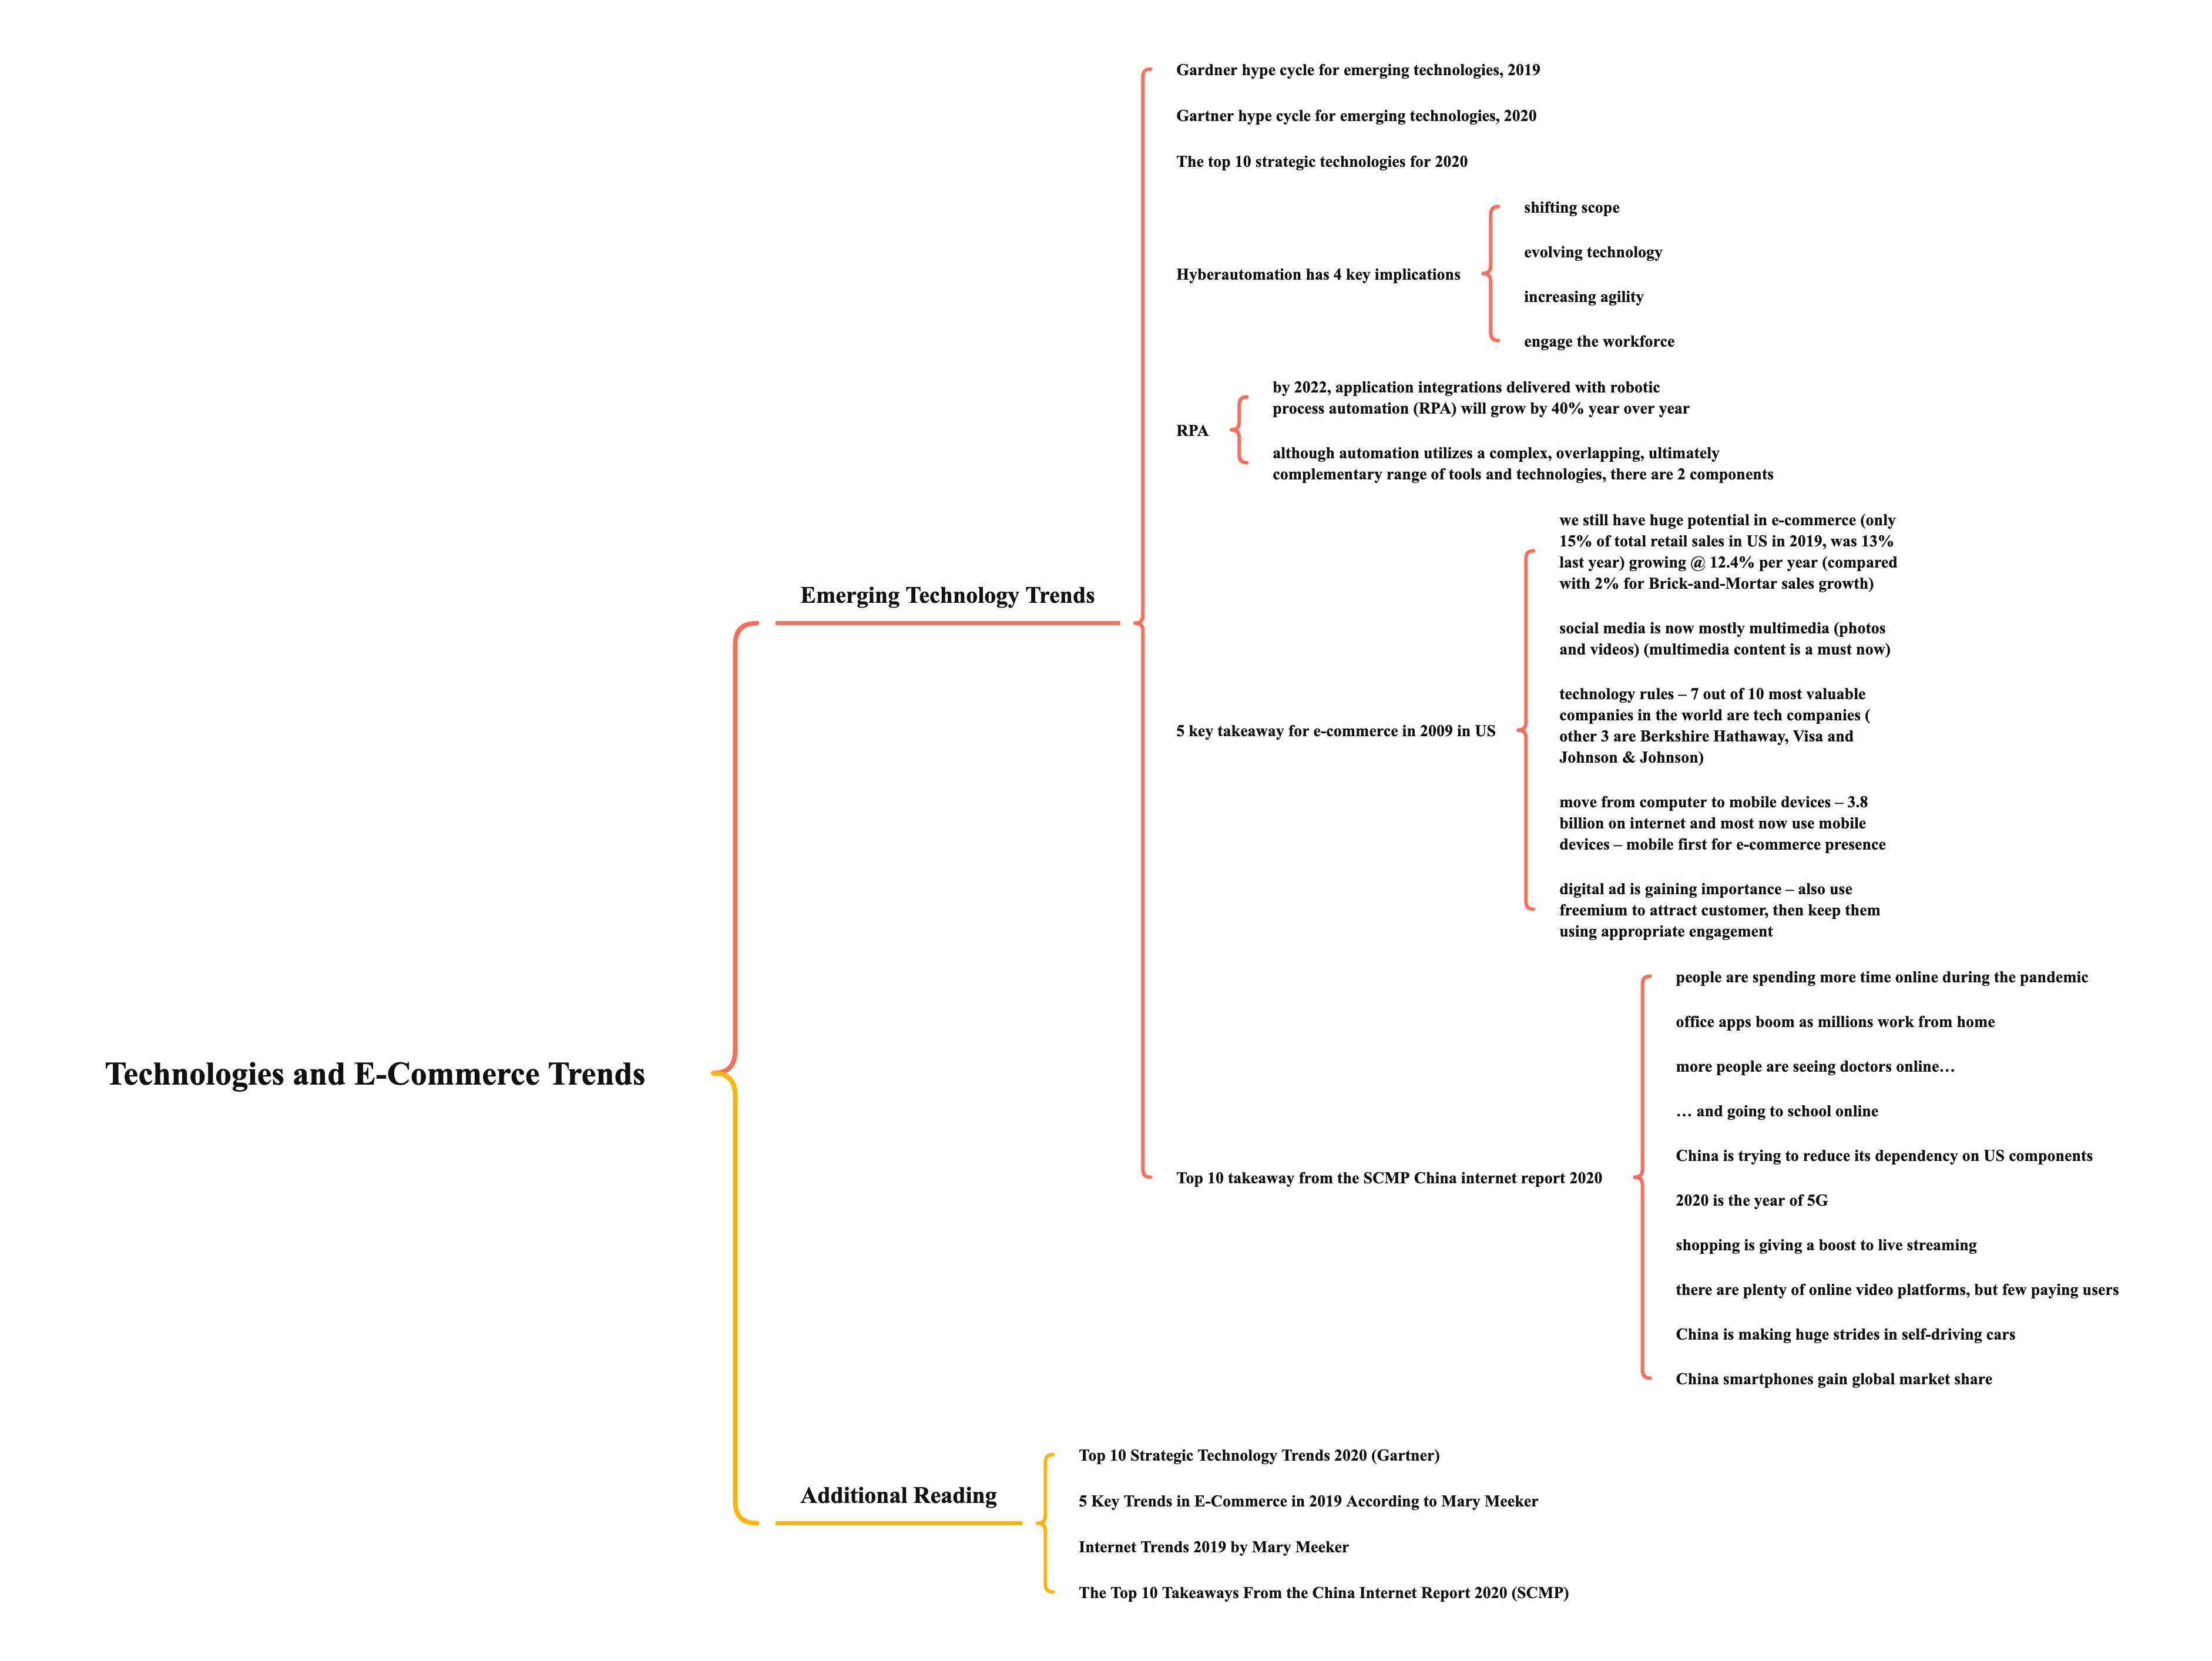 Technologies and E-Commerce Trends
Emerging Technology Trends
Gardner hype cycle for emerging technologies, 2019
Gartner hype cycle for emerging technologies, 2020
The top 10 strategic technologies for 2020
Hyberautomation has 4 key implications
shifting scope
evolving technology
increasing agility
engage the workforce
RPA
by 2022, application integrations delivered with robotic
process automation (RPA) will grow by 40% year over year
although automation utilizes a complex, overlapping, ultimately
complementary range of tools and technologies, there are 2 components
5 key takeaway for e-commerce in 2009 in US
we still have huge potential in e-commerce (only
15% of total retail sales in US in 2019, was 13%
last year) growing @ 12.4% per year (compared
with 2% for Brick-and-Mortar sales growth)
social media is now mostly multimedia (photos
and videos) (multimedia content is a must now)
technology rules – 7 out of 10 most valuable
companies in the world are tech companies (
other 3 are Berkshire Hathaway, Visa and
Johnson & Johnson)
move from computer to mobile devices – 3.8
billion on internet and most now use mobile
devices – mobile first for e-commerce presence
digital ad is gaining importance – also use
freemium to attract customer, then keep them
using appropriate engagement
Top 10 takeaway from the SCMP China internet report 2020
people are spending more time online during the pandemic
office apps boom as millions work from home
more people are seeing doctors online…
… and going to school online
China is trying to reduce its dependency on US components
2020 is the year of 5G
shopping is giving a boost to live streaming
there are plenty of online video platforms, but few paying users
China is making huge strides in self-driving cars
China smartphones gain global market share
Additional Reading
Top 10 Strategic Technology Trends 2020 (Gartner)
5 Key Trends in E-Commerce in 2019 According to Mary Meeker
Internet Trends 2019 by Mary Meeker
The Top 10 Takeaways From the China Internet Report 2020 (SCMP)